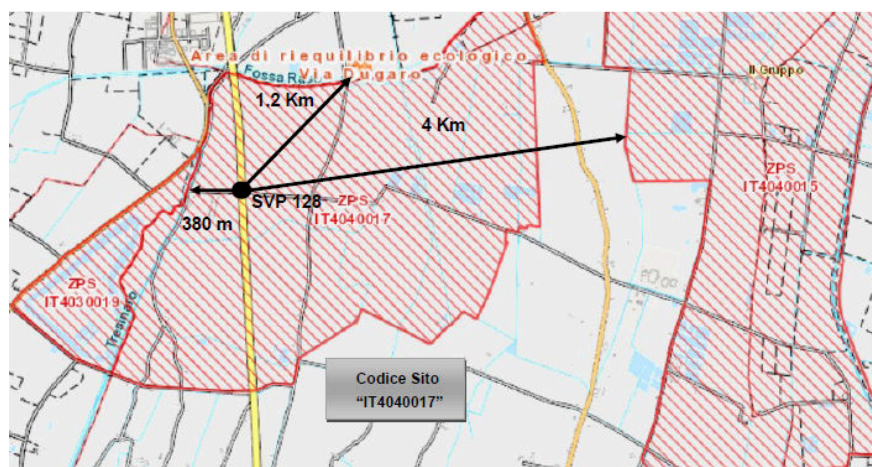 Area di riequilibrio ecologico
Via Dugaro
Il Gruppo
1,2 Km
4 Km
ZPS
IT4040015
SVP 128
ZPS
IT4040017
380 m
ZPS
IT4030019
Tresinaro
Codice Sito
“IT4040017”